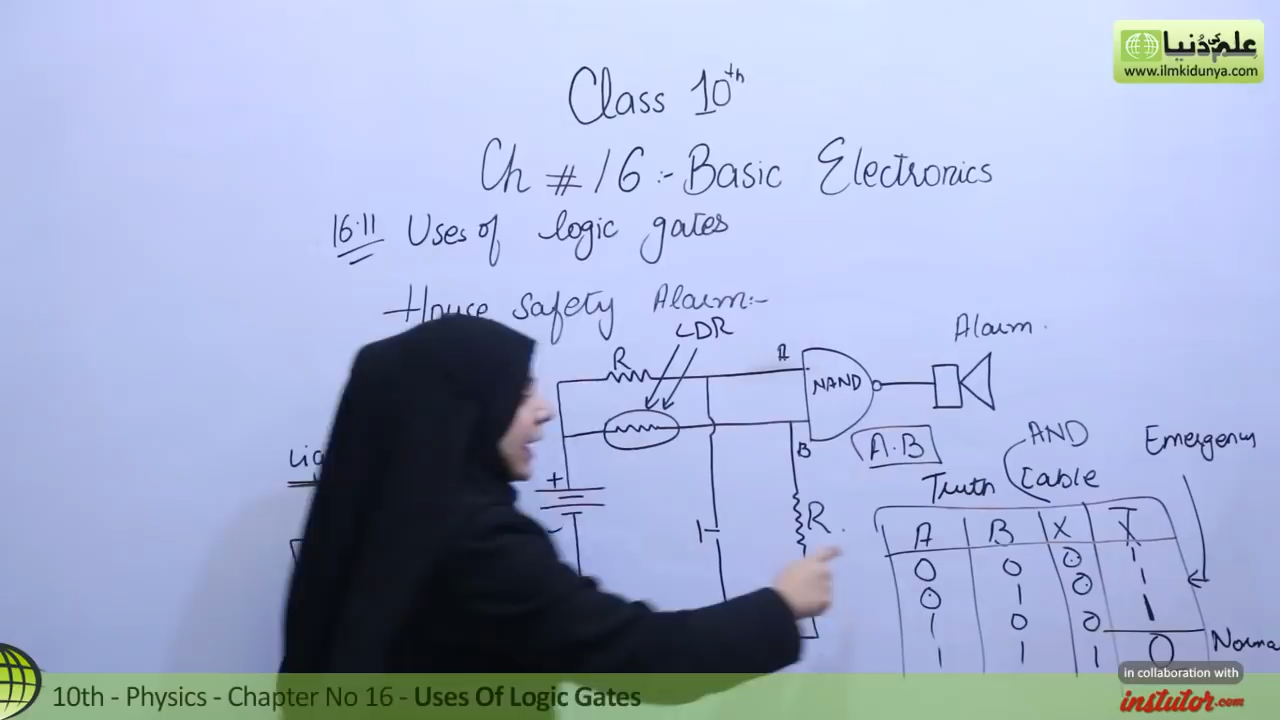 علم کی دُنیا
www.ilmkidunya.com
Class 10th
Ch # 16 :- Basic Electronics
16.11 Uses of logic gates
House Safety Alarm:-
LDR
R
A
NAND
Alarm.
B
A.B
+
-
R.
AND
Truth Table
Emergency
A B X X̅
0 0 0 1
0 1 0 1
1 0 0 1
1 1 1 0
Norma
in collaboration with
instutor.com
10th - Physics - Chapter No 16 - Uses Of Logic Gates